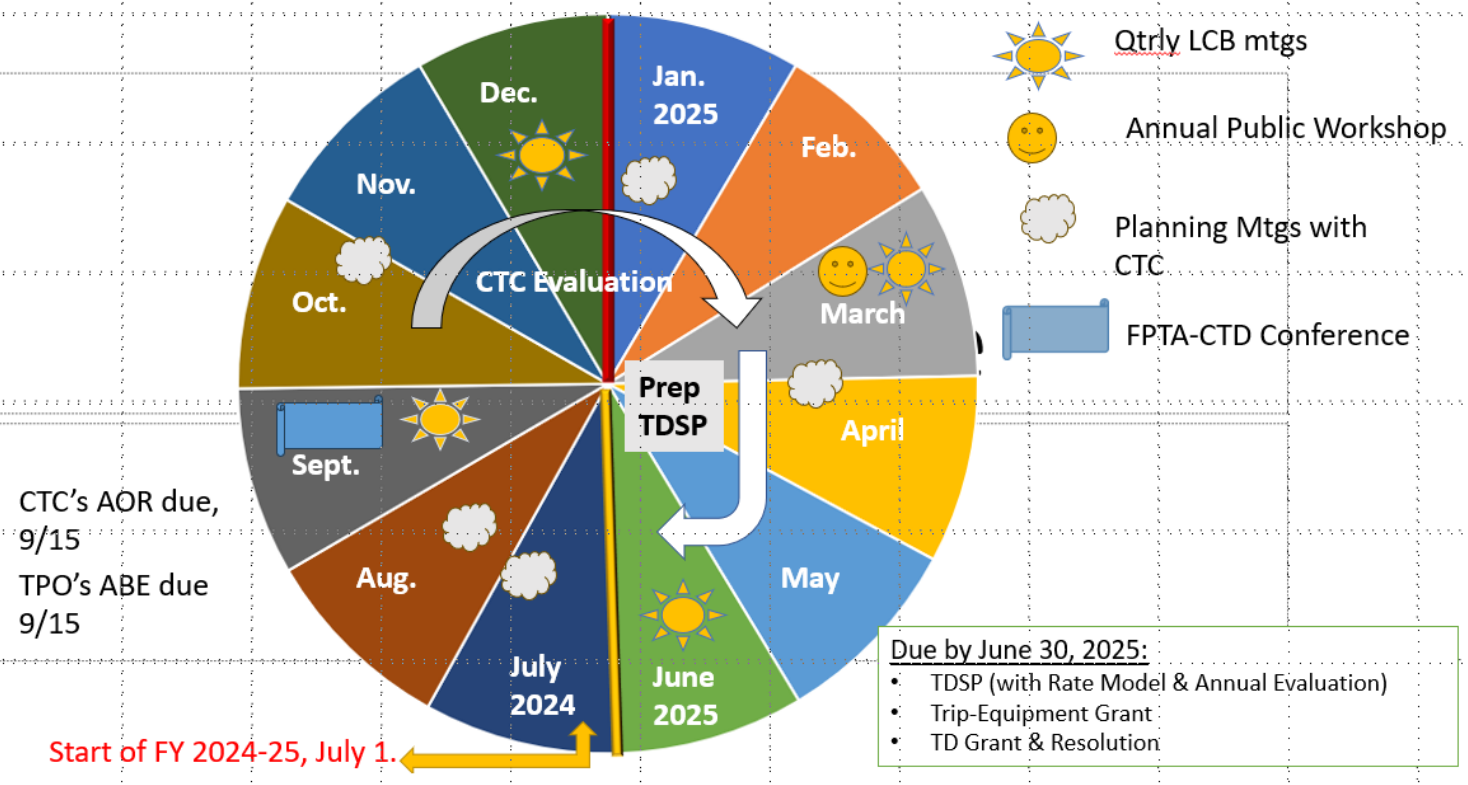 Qtrly LCB mtgs
Annual Public Workshop
Planning Mtgs with
CTC
FPTA-CTD Conference
Jan.
2025
Feb.
March
April
May
June
2025
July
2024
Aug.
Sept.
Oct.
Nov.
Dec.
CTC Evaluation
Prep
TDSP
CTC’s AOR due,
9/15
TPO’s ABE due
9/15
Start of FY 2024-25, July 1.
Due by June 30, 2025:
• TDSP (with Rate Model & Annual Evaluation)
• Trip-Equipment Grant
• TD Grant & Resolution